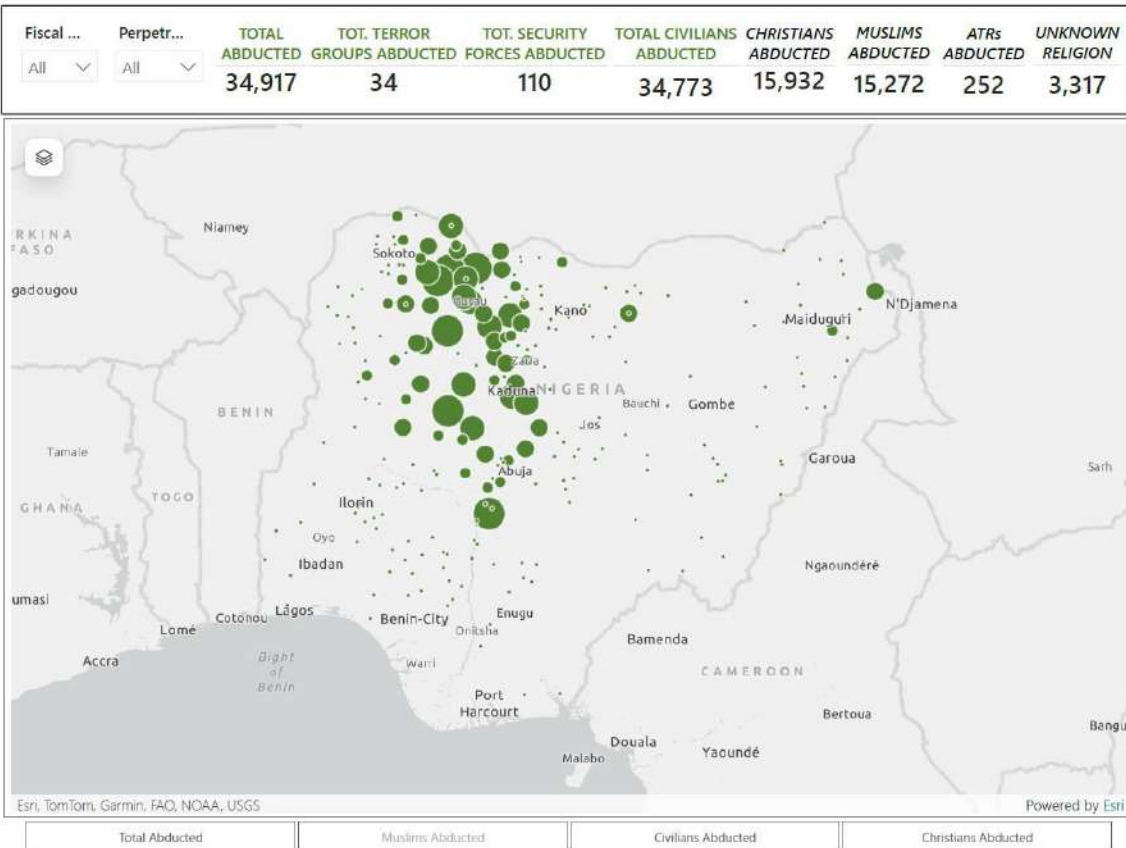 Fiscal ...
All
Perpetr...
All
TOTAL
ABDUCTED
34,917
TOT. TERROR
GROUPS ABDUCTED
34
TOT. SECURITY
FORCES ABDUCTED
110
TOTAL CIVILIANS
ABDUCTED
34,773
CHRISTIANS
ABDUCTED
15,932
MUSLIMS
ABDUCTED
15,272
ATRs
ABDUCTED
252
UNKNOWN
RELIGION
3,317
Niamey
RKINA
FASO
Sokoto
gadougou
N'Djamena
Gusau
Kano
Maiduguri
Zaria
Kaduna
NIGERIA
BENIN
Bauchi
Gombe
Jos
Tamale
Garoua
Sarh
Abuja
TOGO
GHANA
Ilorin
Oyo
Ibadan
Ngaoundéré
umasi
Cotonou
Lagos
Benin-City
Enugu
Lomé
Onitsha
Bamenda
Accra
Bight
of
Benin
Warri
CAMEROON
Port
Harcourt
Bertoua
Bangu
Douala
Yaoundé
Malabo
Esri, TomTom, Garmin, FAO, NOAA, USGS
Powered by Esri
Total Abducted
Muslims Abducted
Civilians Abducted
Christians Abducted